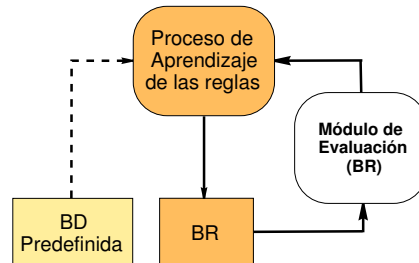 Proceso de
Aprendizaje
de las reglas
Módulo de
Evaluación
(BR)
BD
Predefinida
BR